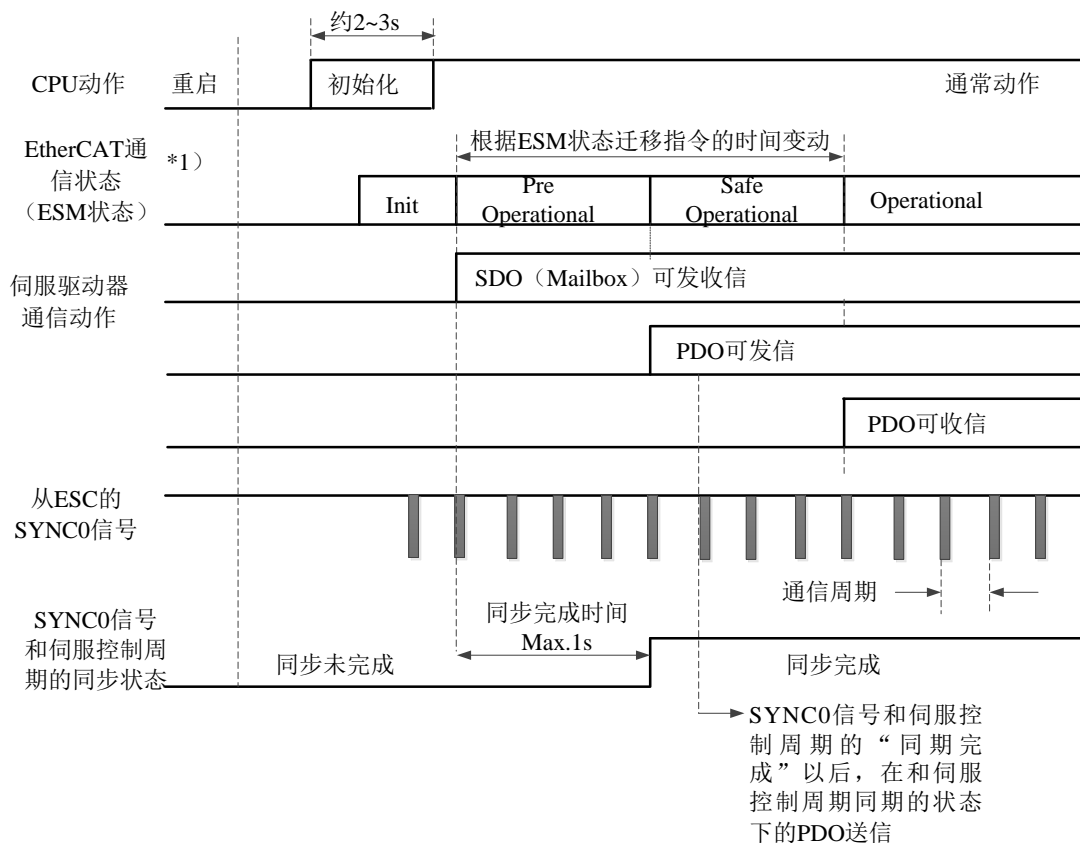 约2~3s
CPU动作
重启
初始化
通常动作
EtherCAT通
信状态
（ESM状态）
*1）
根据ESM状态迁移指令的时间变动
Init
Pre
Operational
Safe
Operational
Operational
伺服驱动器
通信动作
SDO（Mailbox）可发收信
PDO可发信
PDO可收信
从ESC的
SYNC0信号
通信周期
SYNC0信号
和伺服控制周
期的同步状态
同步未完成
同步完成时间
Max.1s
同步完成
SYNC0信号和伺服控
制周期的“同期完
成”以后，在和伺服
控制周期同期的状态
下的PDO送信